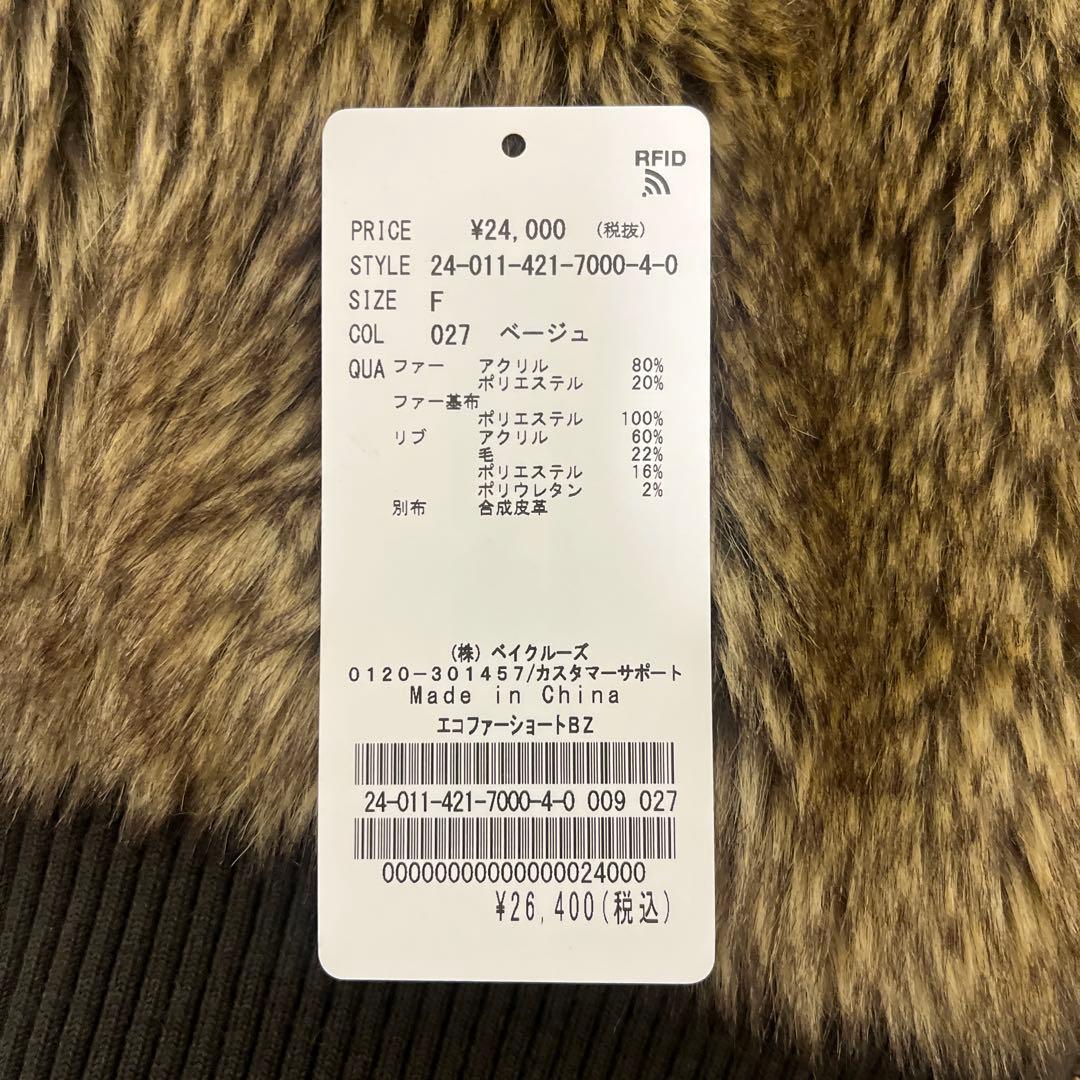 RFID
PRICE ¥24,000 (税抜)
STYLE 24-011-421-7000-4-0
SIZE F
COL 027 ベージュ
QUA ファー アクリル 80%
ポリエステル 20%
ファー基布
ポリエステル 100%
リブ アクリル 60%
毛 22%
ポリエステル 16%
ポリウレタン 2%
別布 合成皮革
(株) ベイクルーズ
0120-301457/カスタマーサポート
Made in China
エコファーショートBZ
24-011-421-7000-4-0 009 027
00000000000000024000
¥26,400(税込)